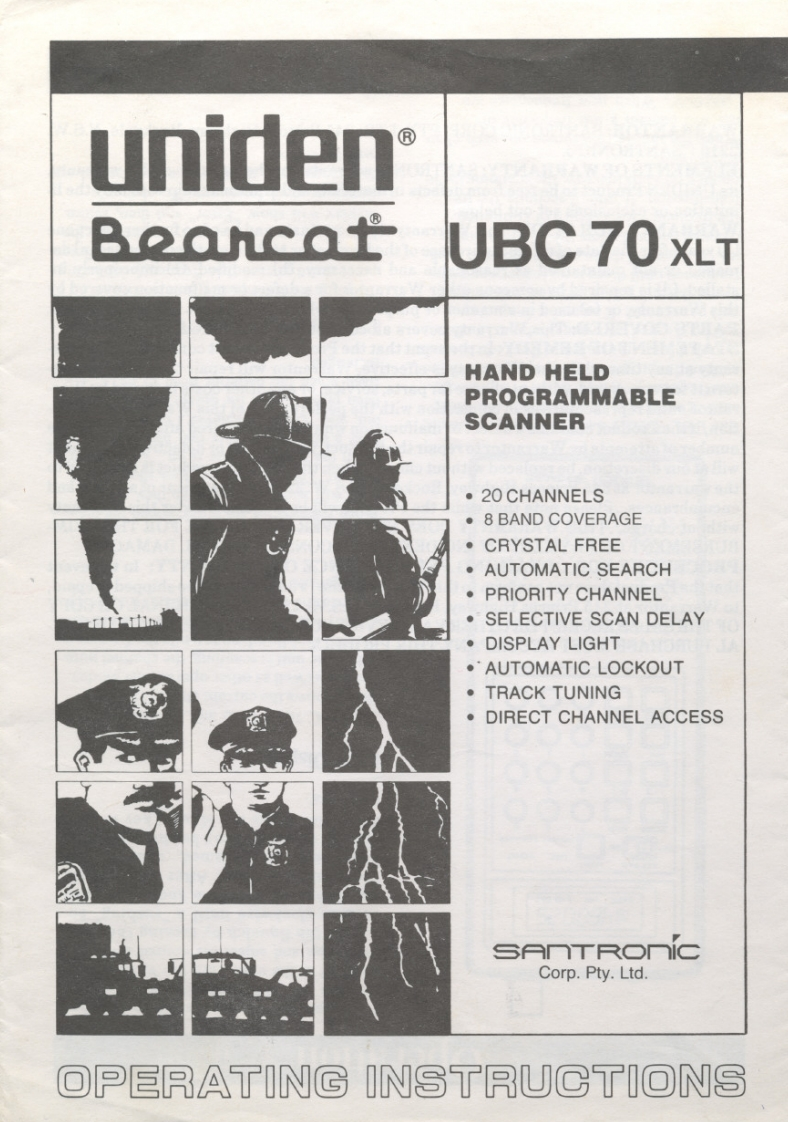 uniden®
Bearcat®
UBC 70 XLT
HAND HELD
PROGRAMMABLE
SCANNER
• 20 CHANNELS
• 8 BAND COVERAGE
• CRYSTAL FREE
• AUTOMATIC SEARCH
• PRIORITY CHANNEL
• SELECTIVE SCAN DELAY
• DISPLAY LIGHT
• AUTOMATIC LOCKOUT
• TRACK TUNING
• DIRECT CHANNEL ACCESS
SANTRONIC
Corp. Pty. Ltd.
OPERATING INSTRUCTIONS